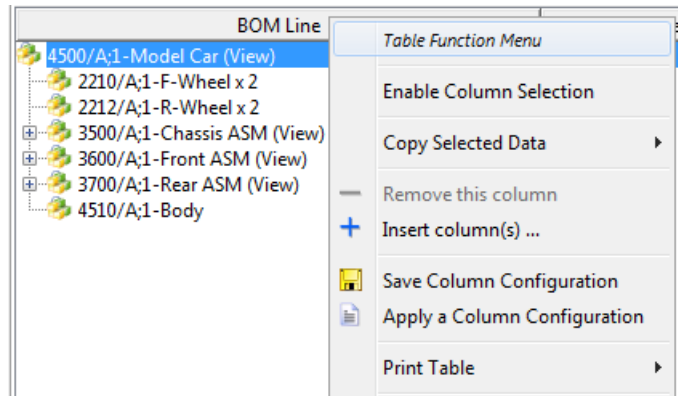 BOM Line
4500/A;1-Model Car (View)
2210/A;1-F-Wheel x 2
2212/A;1-R-Wheel x 2
3500/A;1-Chassis ASM (View)
3600/A;1-Front ASM (View)
3700/A;1-Rear ASM (View)
4510/A;1-Body
Table Function Menu
Enable Column Selection
Copy Selected Data
Remove this column
Insert column(s) ...
Save Column Configuration
Apply a Column Configuration
Print Table